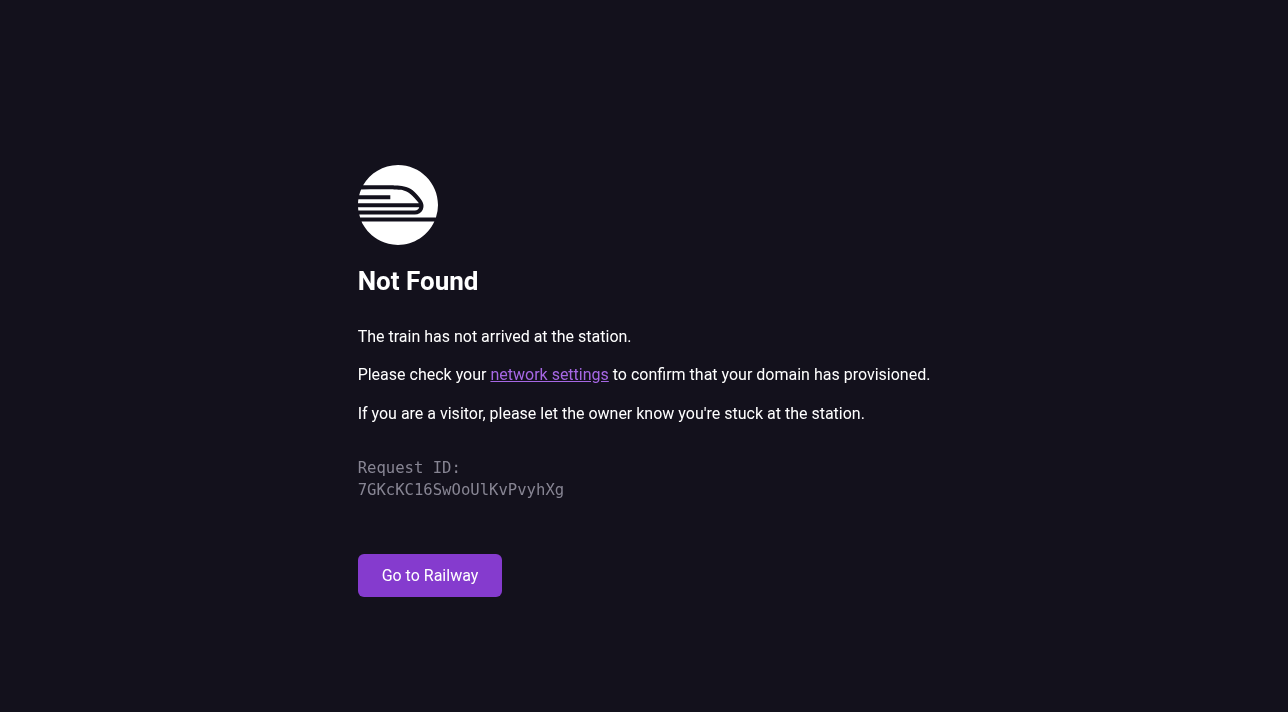 Not Found
The train has not arrived at the station.
Please check your network settings to confirm that your domain has provisioned.
If you are a visitor, please let the owner know you're stuck at the station.
Request ID:
7GKcKC16SwOoUlKvPvyhXg
Go to Railway